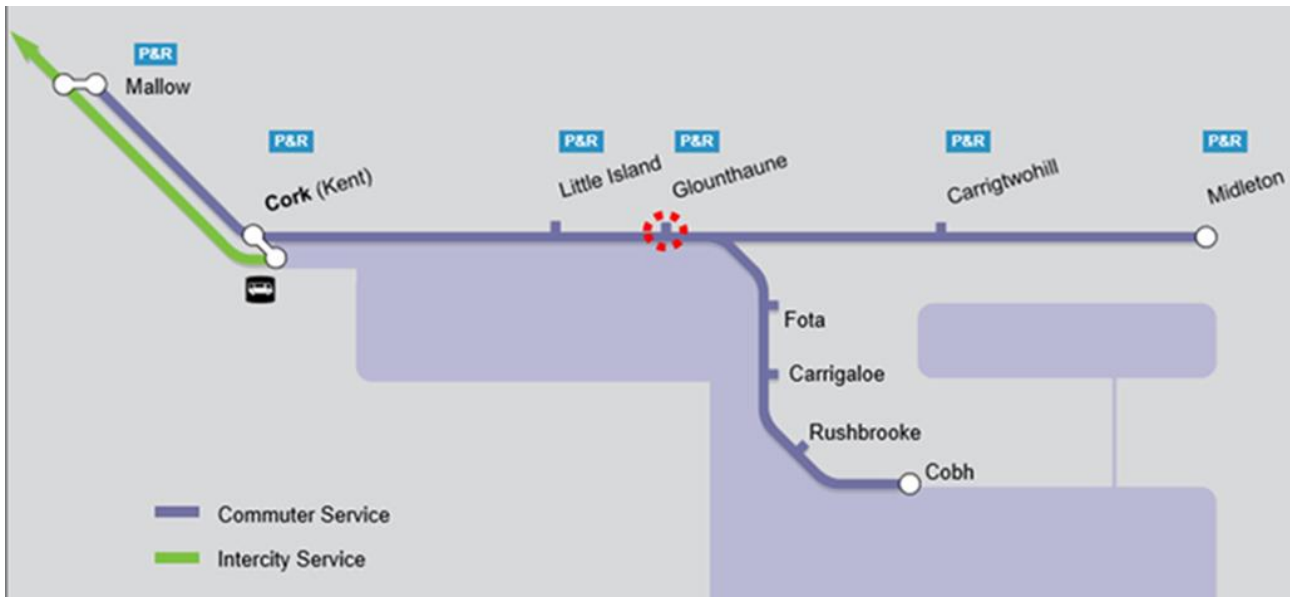 P&R
Mallow
P&R
Cork (Kent)
P&R
Little Island
P&R
Glounthaune
P&R
Carrigtwohill
P&R
Midleton
Fota
Carrigaloe
Rushbrooke
Cobh
Commuter Service
Intercity Service